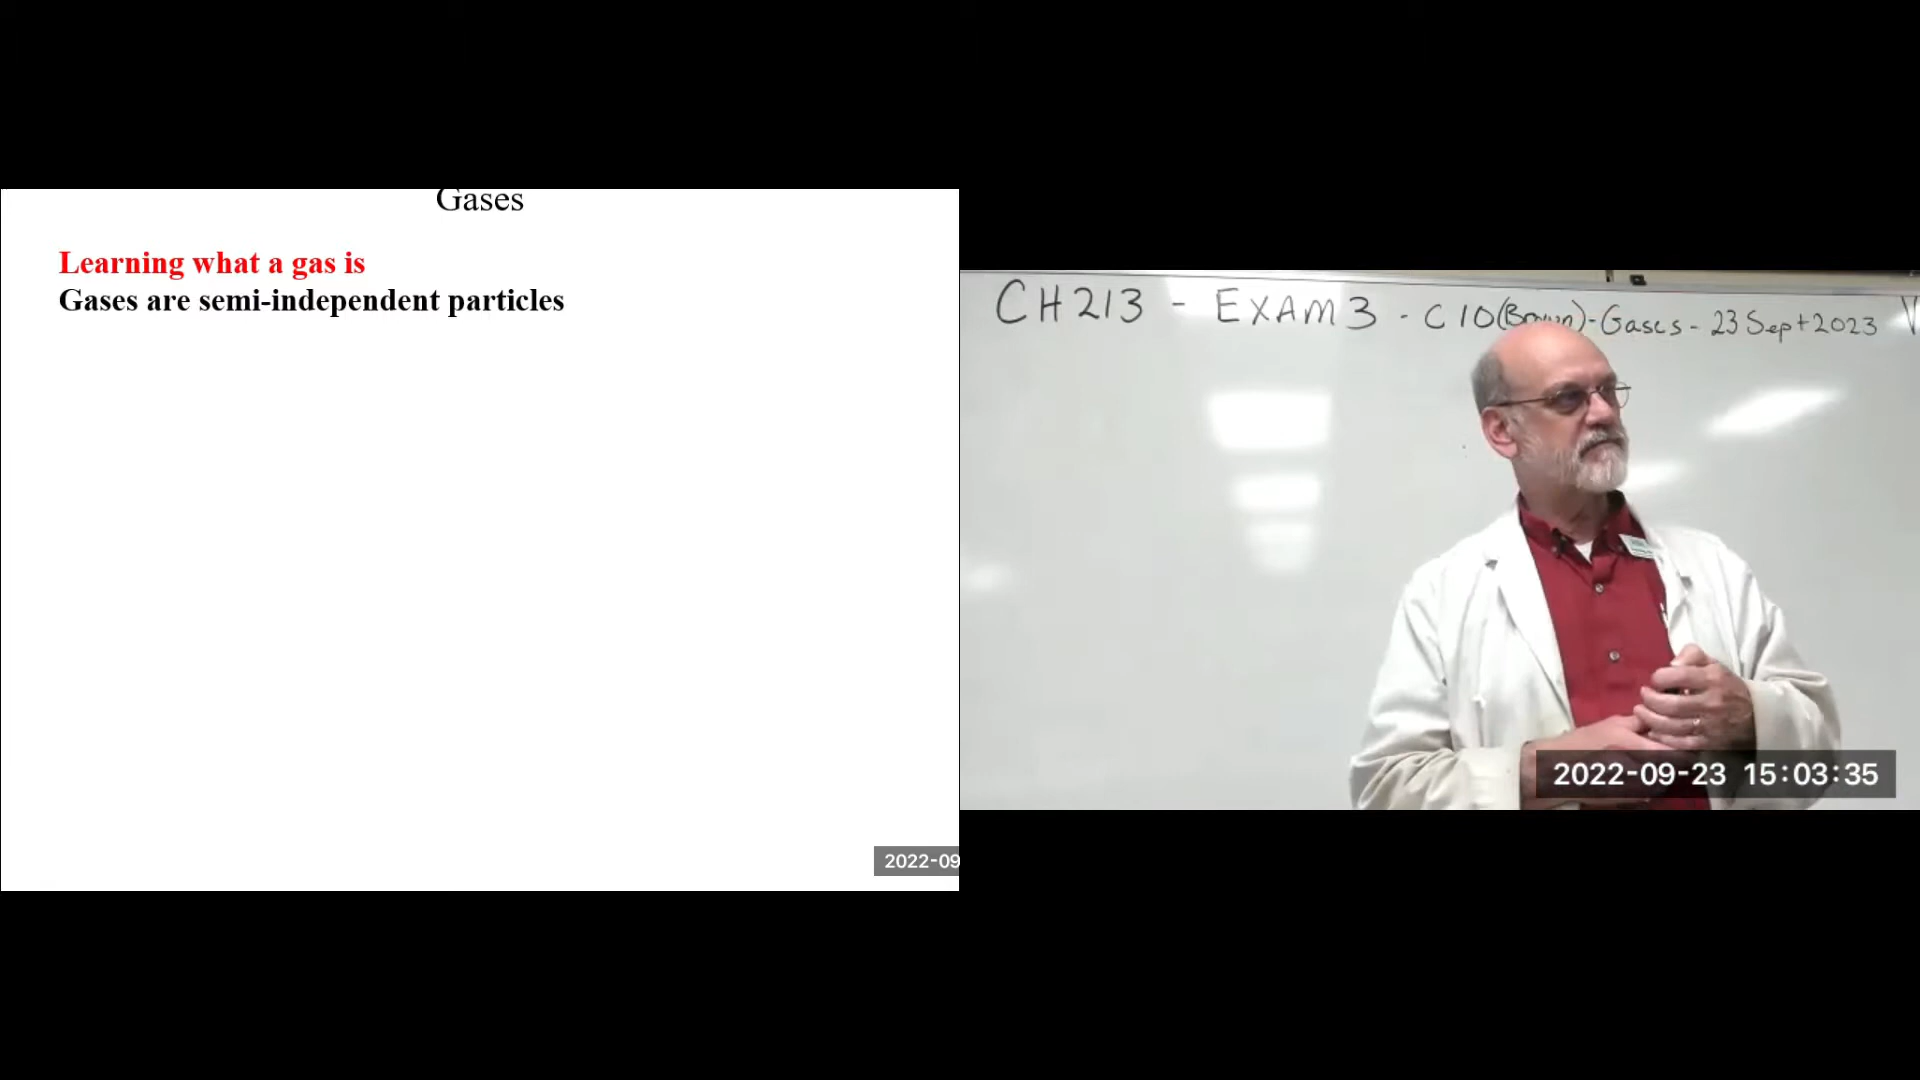 Gases
Learning what a gas is
Gases are semi-independent particles
2022-09
CH213 - EXAM 3 - C10(Brown)-Gases - 23 Sept 2023
2022-09-23 15:03:35